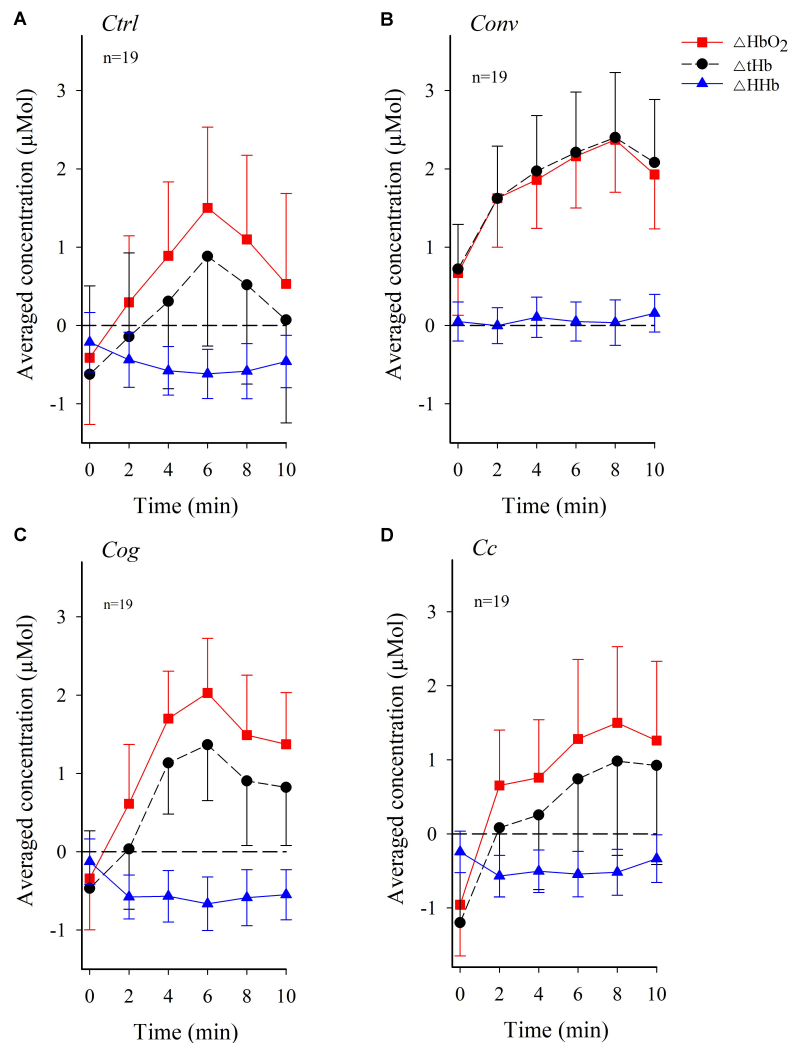 A
Ctrl
n=19
Averaged concentration (μMol)
3
2
1
0
-1
0 2 4 6 8 10
Time (min)
B
Conv
n=19
Averaged concentration (μMol)
3
2
1
0
-1
0 2 4 6 8 10
Time (min)
△HbO2
△tHb
△HHb
C
Cog
n=19
Averaged concentration (μMol)
3
2
1
0
-1
0 2 4 6 8 10
Time (min)
D
Cc
n=19
Averaged concentration (μMol)
3
2
1
0
-1
0 2 4 6 8 10
Time (min)